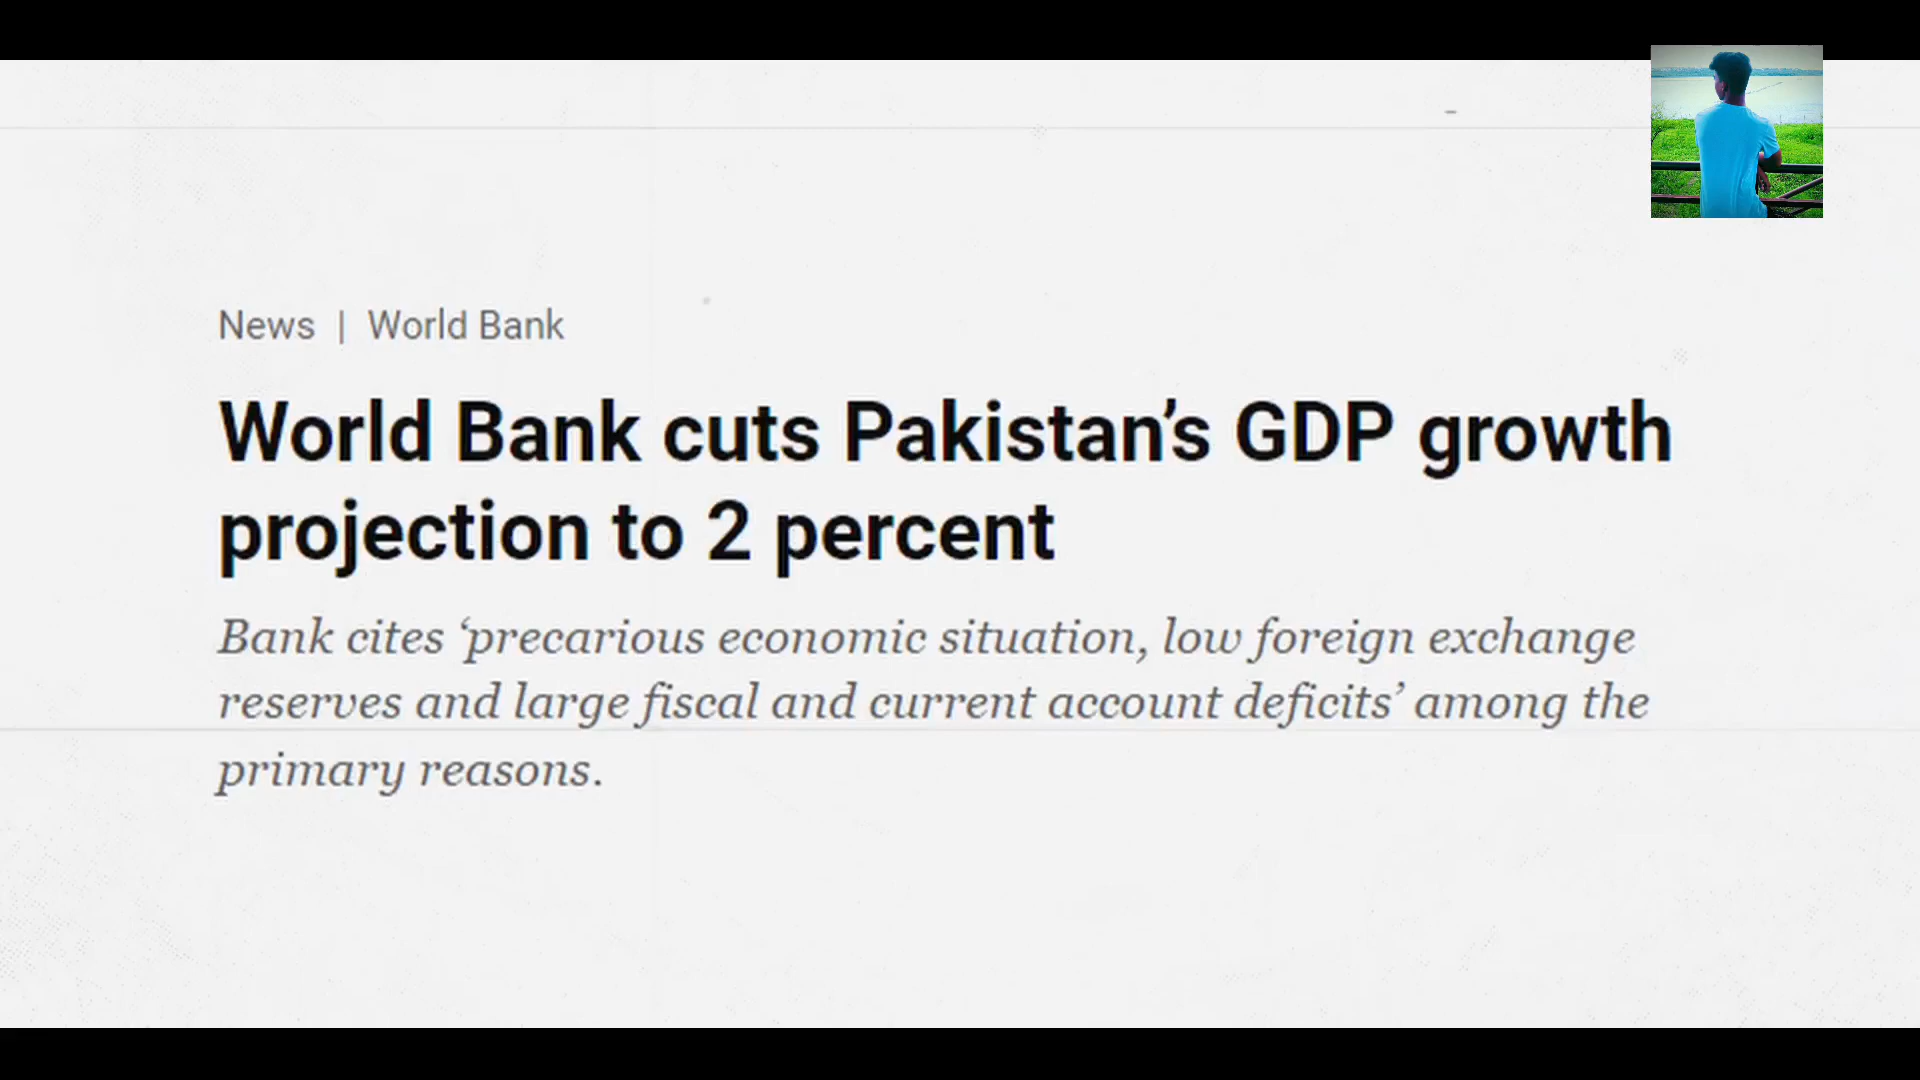 News | World Bank
World Bank cuts Pakistan’s GDP growth
projection to 2 percent
Bank cites ‘precarious economic situation, low foreign exchange
reserves and large fiscal and current account deficits’ among the
primary reasons.